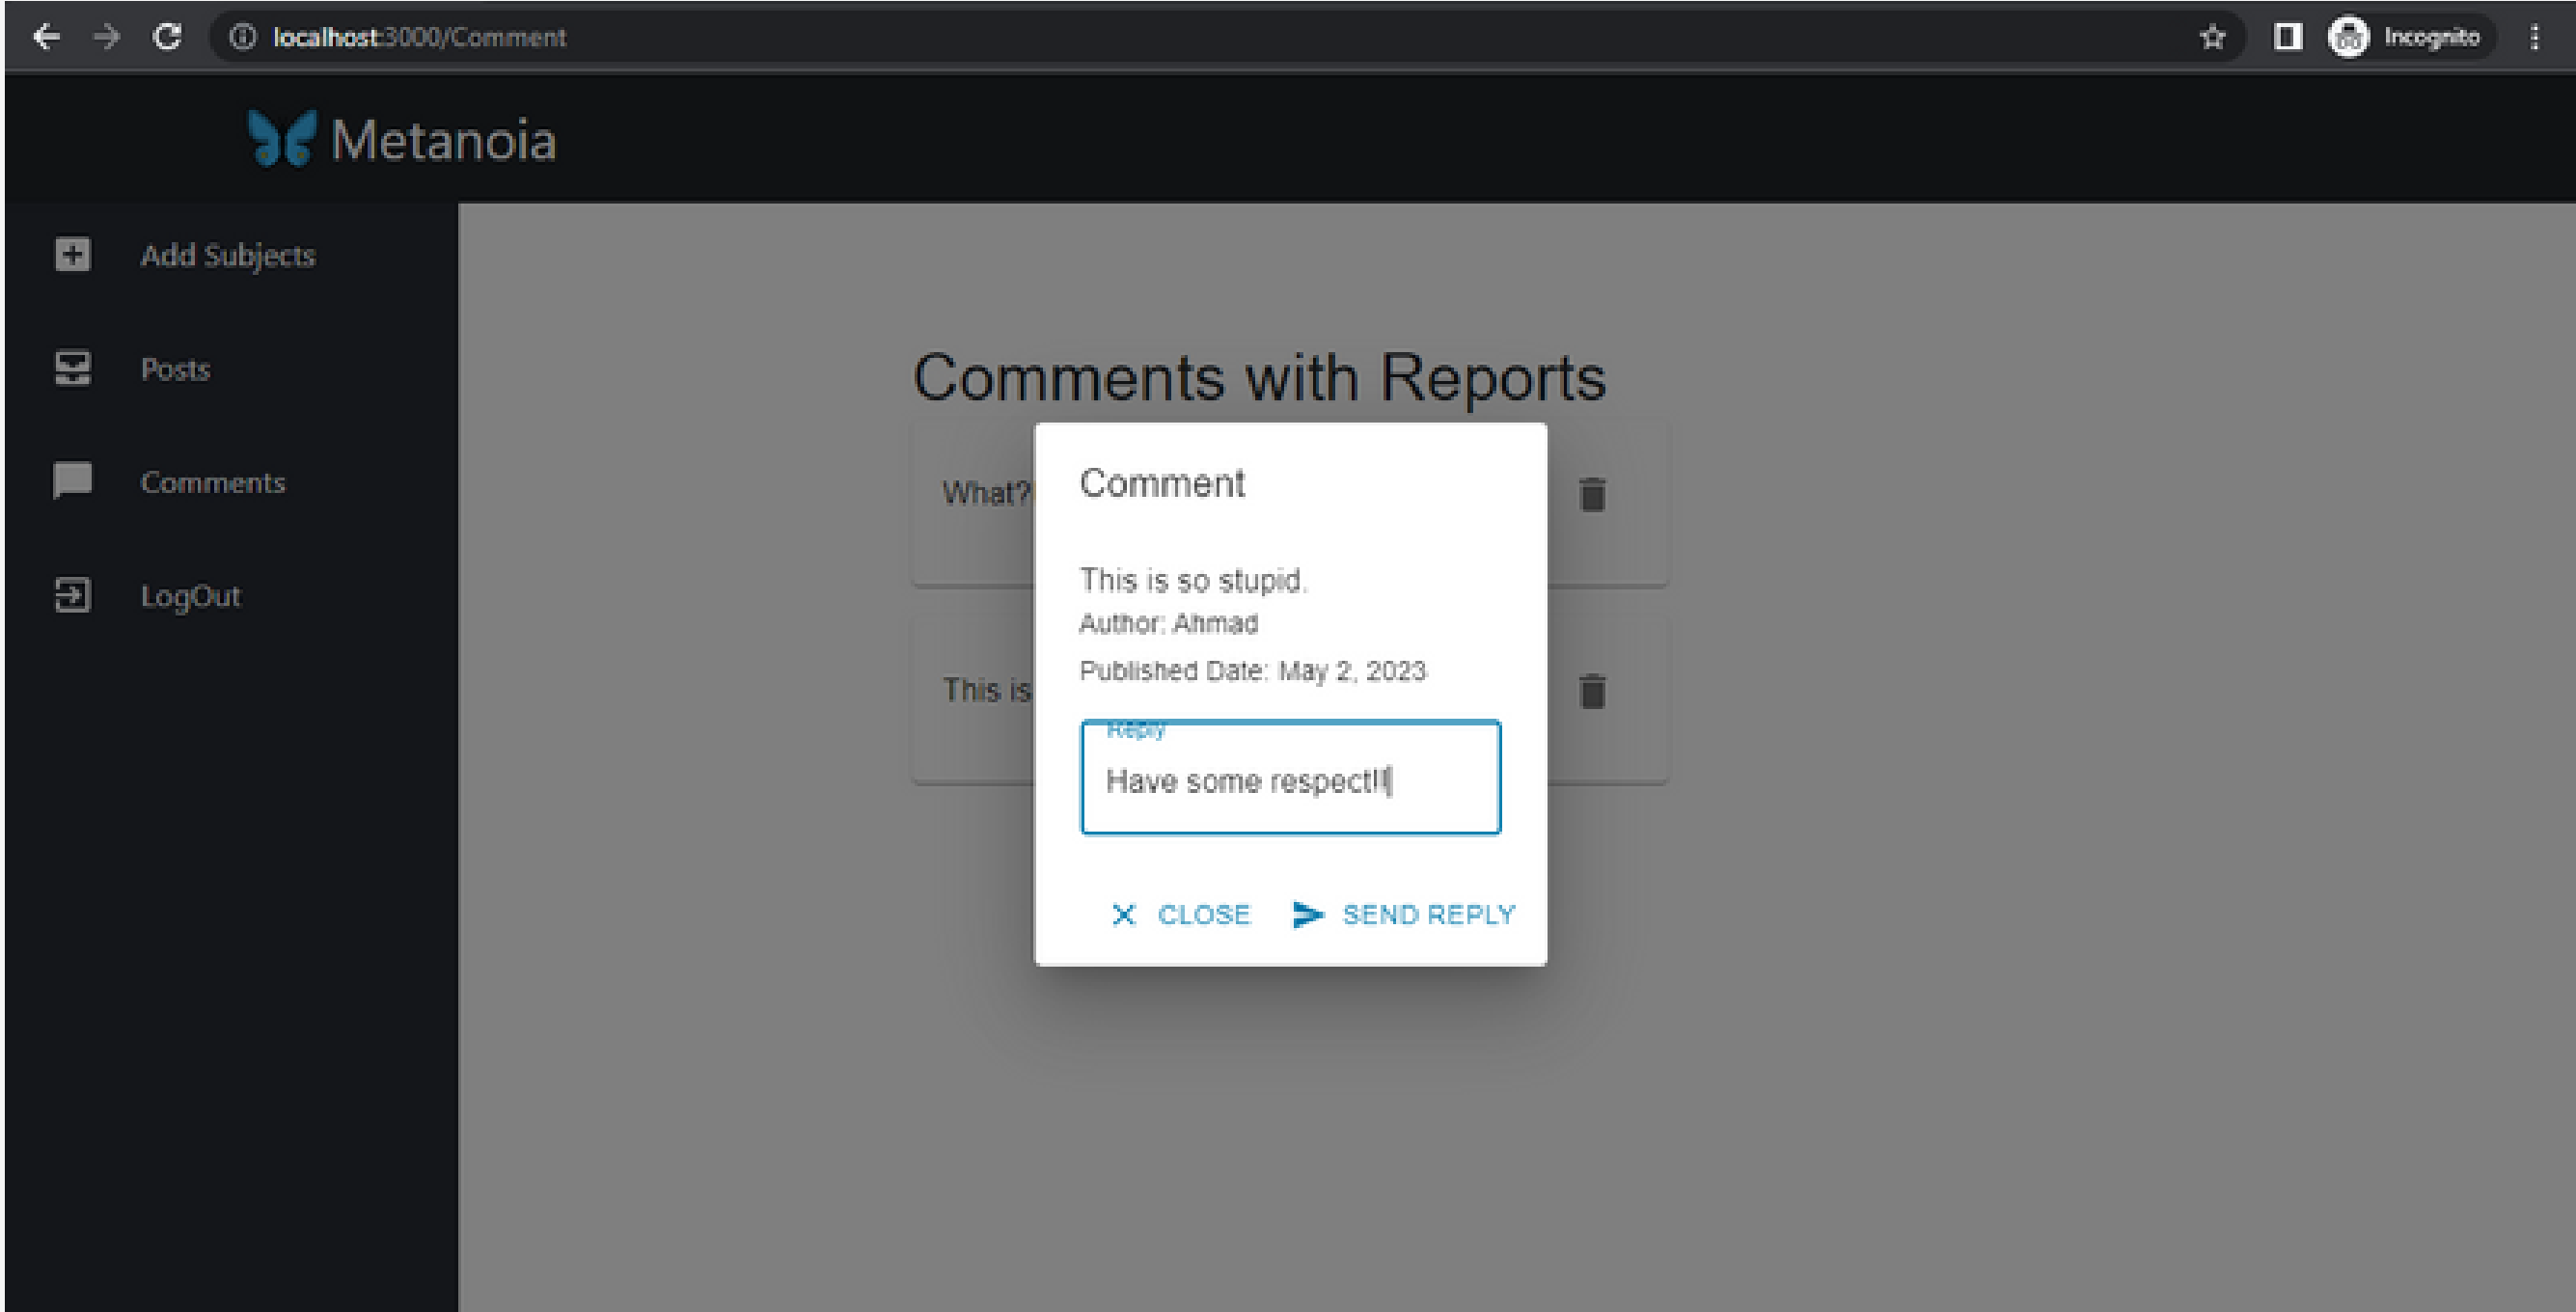 localhost:3000/Comment
Incognito
Metanoia
Add Subjects
Posts
Comments
LogOut
Comments with Reports
What?
This is
Comment
This is so stupid.
Author: Ahmad
Published Date: May 2, 2023
Reply
Have some respect!!
CLOSE
SEND REPLY